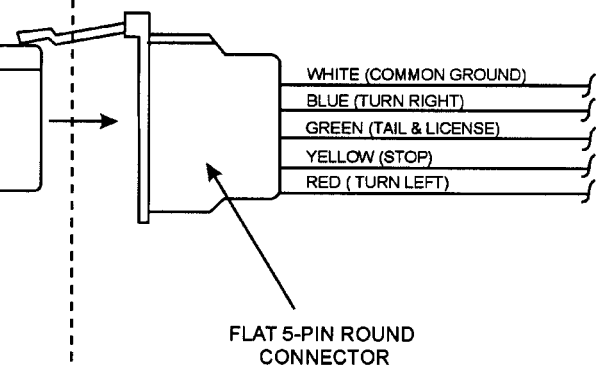 WHITE (COMMON GROUND)
BLUE (TURN RIGHT)
GREEN (TAIL & LICENSE)
YELLOW (STOP)
RED ( TURN LEFT)
FLAT 5-PIN ROUND
CONNECTOR